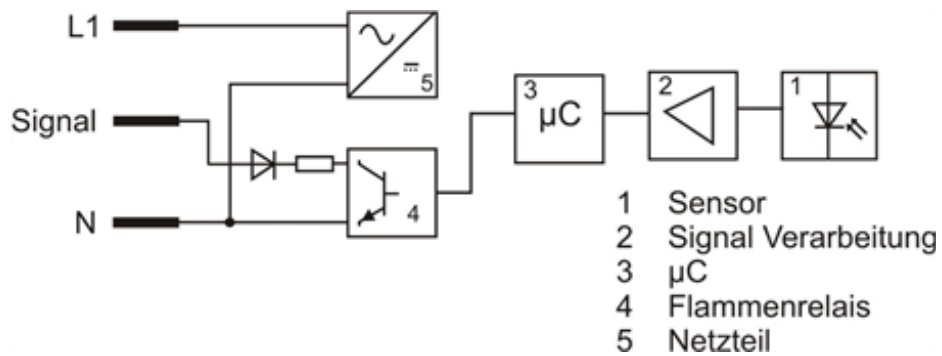 L1
5
Signal
3
µC
2
1
N
4
1 Sensor
2 Signal Verarbeitung
3 µC
4 Flammenrelais
5 Netzteil